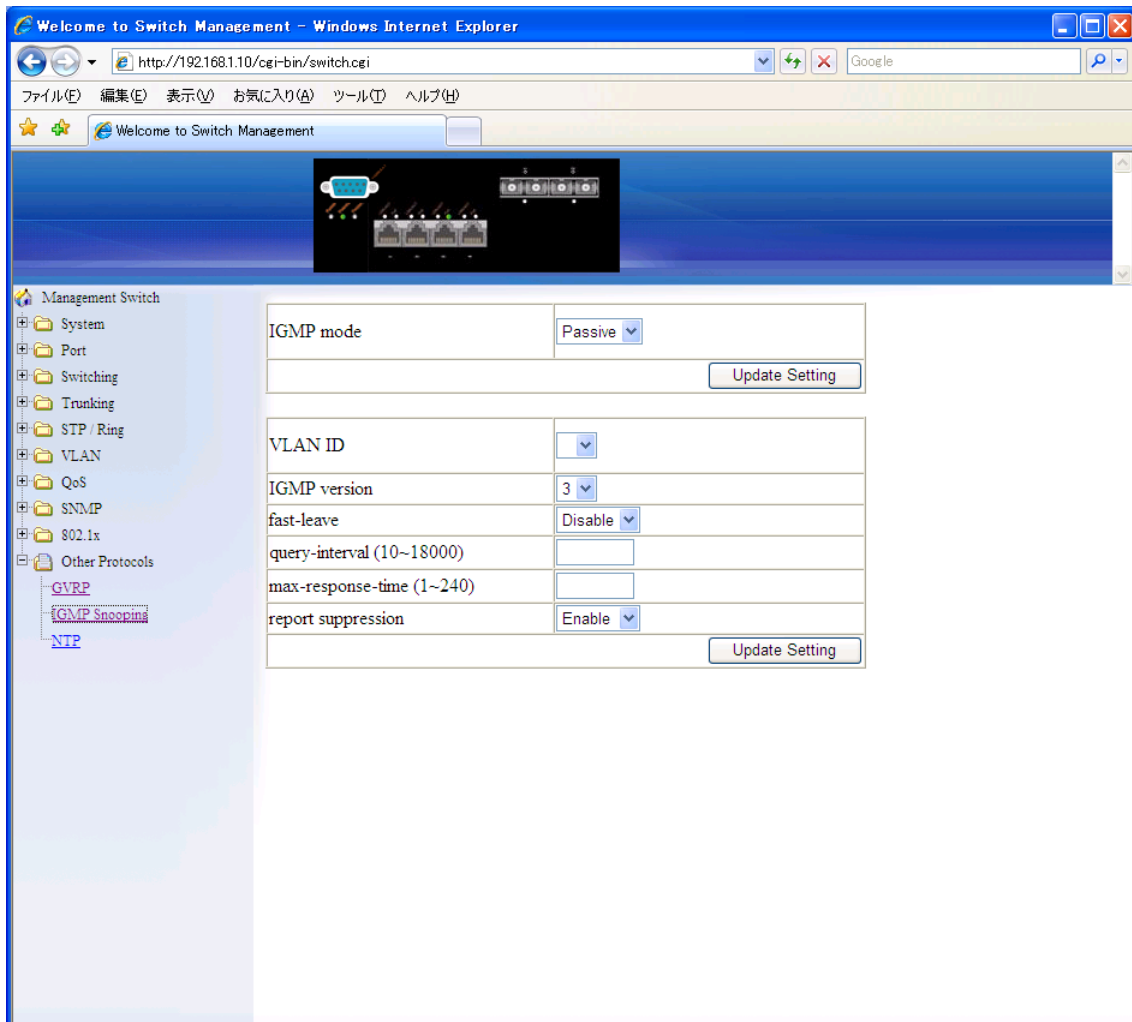 Welcome to Switch Management - Windows Internet Explorer
http://192.168.1.10/cgi-bin/switch.cgi
Google
ファイル(F) 編集(E) 表示(V) お気に入り(A) ツール(T) ヘルプ(H)
Welcome to Switch Management
Management Switch
System
Port
Switching
Trunking
STP / Ring
VLAN
QoS
SNMP
802.1x
Other Protocols
GVRP
IGMP Snooping
NTP
IGMP mode Passive
Update Setting
VLAN ID
IGMP version 3
fast-leave Disable
query-interval (10~18000)
max-response-time (1~240)
report suppression Enable
Update Setting